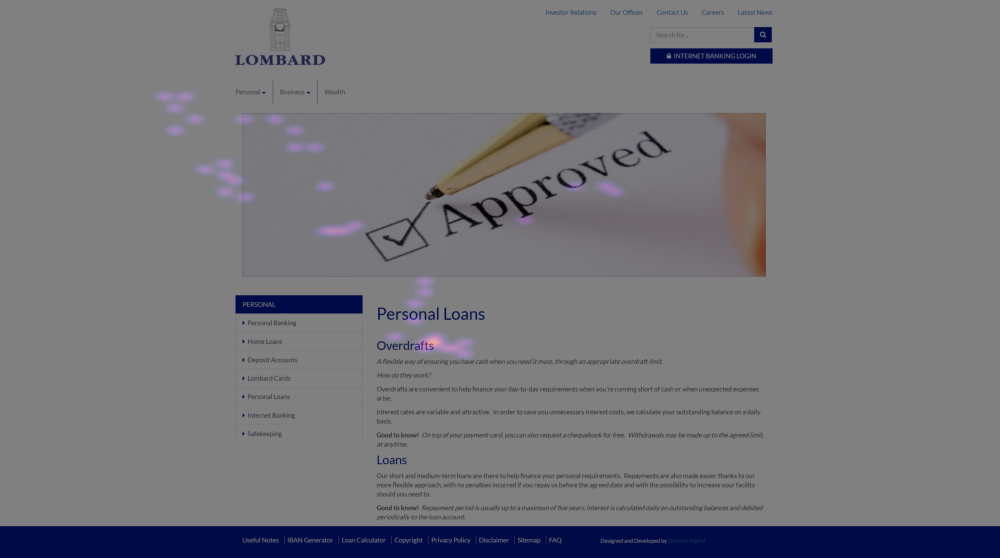 Investor Relations Our Offices Contact Us Careers Latest News
LOMBARD
Search for...
INTERNET BANKING LOGIN
Personal Business Wealth
Approved
PERSONAL
Personal Banking
Home Loans
Deposit Accounts
Lombard Cards
Personal Loans
Internet Banking
Safekeeping
Personal Loans
Overdrafts
A flexible way of ensuring you have cash when you need it most, through an appropriate overdraft limit.
How do they work?
Overdrafts are convenient to help finance your day-to-day requirements when you're running short of cash or when unexpected expenses
arise.
Interest rates are variable and attractive. In order to save you unnecessary interest costs, we calculate your outstanding balance on a daily
basis.
Good to know! On top of your payment card, you can also request a chequebook for free. Withdrawals may be made up to the agreed limit,
at anytime.
Loans
Our short and medium-term loans are there to help finance your personal requirements. Repayments are also made easier thanks to our
more flexible approach, with no penalties incurred if you repay us before the agreed date and with the possibility to increase your facility
should you need to.
Good to know! Repayment period is usually up to a maximum of five years; interest is calculated daily on outstanding balances and debited
periodically to the loan account.
Useful Notes IBAN Generator Loan Calculator Copyright Privacy Policy Disclaimer Sitemap FAQ
Designed and Developed by